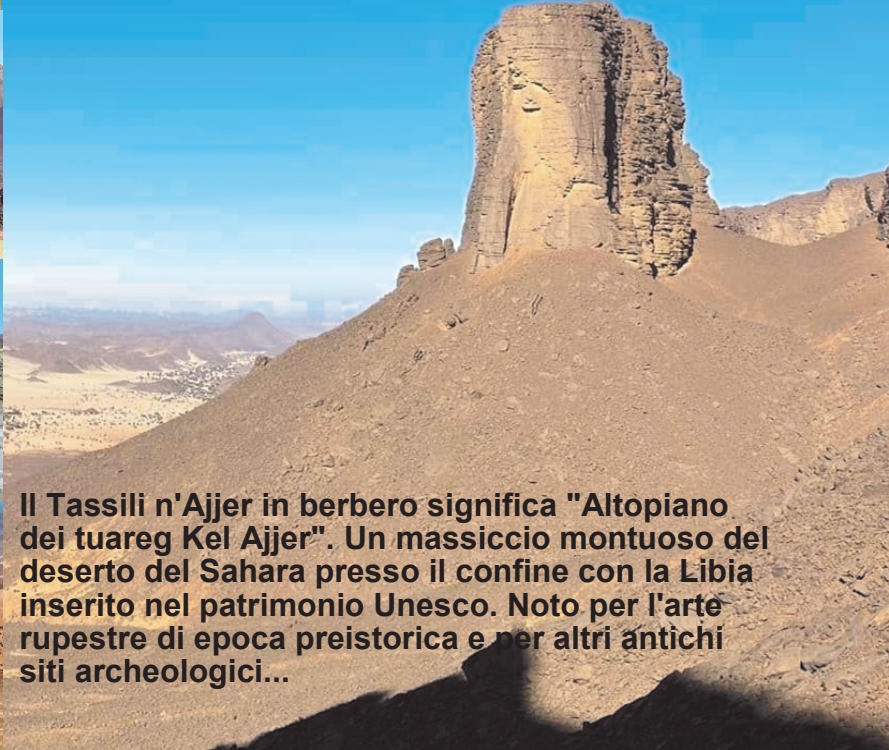 Il Tassili n'Ajjer in berbero significa "Altopiano
dei tuareg Kel Ajjer". Un massiccio montuoso del
deserto del Sahara presso il confine con la Libia
inserito nel patrimonio Unesco. Noto per l'arte
rupestre di epoca preistorica e per altri antichi
siti archeologici...